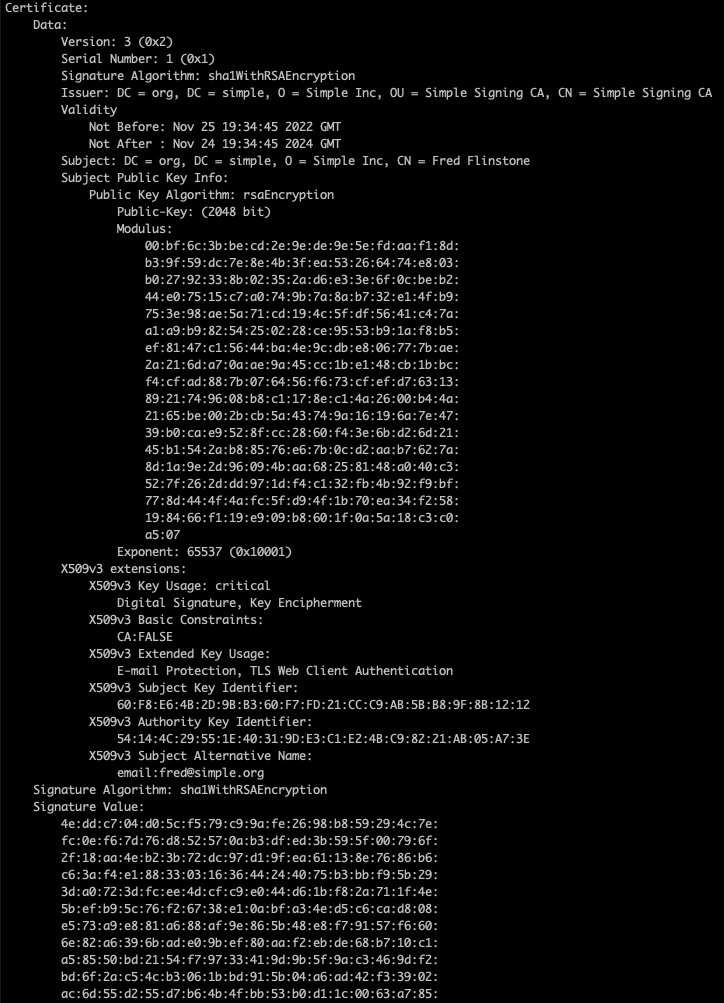 Certificate:
    Data:
        Version: 3 (0x2)
        Serial Number: 1 (0x1)
        Signature Algorithm: sha1WithRSAEncryption
        Issuer: DC = org, DC = simple, O = Simple Inc, OU = Simple Signing CA, CN = Simple Signing CA
        Validity
            Not Before: Nov 25 19:34:45 2022 GMT
            Not After : Nov 24 19:34:45 2024 GMT
        Subject: DC = org, DC = simple, O = Simple Inc, CN = Fred Flinstone
        Subject Public Key Info:
            Public Key Algorithm: rsaEncryption
                Public-Key: (2048 bit)
                Modulus:
                    00:bf:6c:3b:be:cd:2e:9e:de:9e:5e:fd:aa:f1:8d:
                    b3:9f:59:dc:7e:8e:4b:3f:ea:53:26:64:74:e8:03:
                    b0:27:92:33:8b:02:35:2a:d6:e3:3e:6f:0c:be:b2:
                    44:e0:75:15:c7:a0:74:9b:7a:8a:b7:32:e1:4f:b9:
                    75:3e:98:ae:5a:71:cd:19:4c:5f:df:56:41:c4:7a:
                    a1:a9:b9:82:54:25:02:28:ce:95:53:b9:1a:f8:b5:
                    ef:81:47:c1:56:44:ba:4e:9c:db:e8:06:77:7b:ae:
                    2a:21:6d:a7:0a:ae:9a:45:cc:1b:e1:48:cb:1b:bc:
                    f4:cf:ad:88:7b:07:64:56:f6:73:cf:ef:d7:63:13:
                    89:21:74:96:08:b8:c1:17:8e:c1:4a:26:00:b4:4a:
                    21:65:be:00:2b:cb:5a:43:74:9a:16:19:6a:7e:47:
                    39:b0:ca:e9:52:8f:cc:28:60:f4:3e:6b:d2:6d:21:
                    45:b1:54:2a:b8:85:76:e6:7b:0c:d2:aa:b7:62:7a:
                    8d:1a:9e:2d:96:09:4b:aa:68:25:81:48:a0:40:c3:
                    52:7f:26:2d:dd:97:1d:f4:c1:32:fb:4b:92:f9:bf:
                    77:8d:44:4f:4a:fc:5f:d9:4f:1b:70:ea:34:f2:58:
                    19:84:66:f1:19:e9:09:b8:60:1f:0a:5a:18:c3:c0:
                    a5:07
                Exponent: 65537 (0x10001)
        X509v3 extensions:
            X509v3 Key Usage: critical
                Digital Signature, Key Encipherment
            X509v3 Basic Constraints:
                CA:FALSE
            X509v3 Extended Key Usage:
                E-mail Protection, TLS Web Client Authentication
            X509v3 Subject Key Identifier:
                60:F8:E6:4B:2D:9B:B3:60:F7:FD:21:CC:C9:AB:5B:B8:9F:8B:12:12
            X509v3 Authority Key Identifier:
                54:14:4C:29:55:1E:40:31:9D:E3:C1:E2:4B:C9:82:21:AB:05:A7:3E
            X509v3 Subject Alternative Name:
                email:fred@simple.org
    Signature Algorithm: sha1WithRSAEncryption
    Signature Value:
        4e:dd:c7:04:d0:5c:f5:79:c9:9a:fe:26:98:b8:59:29:4c:7e:
        fc:0e:f6:7d:76:d8:52:57:0a:b3:df:ed:3b:59:5f:00:79:6f:
        2f:18:aa:4e:b2:3b:72:dc:97:d1:9f:ea:61:13:8e:76:86:b6:
        c6:3a:f4:e1:88:33:03:16:36:44:24:40:75:b3:bb:f9:5b:29:
        3d:a0:72:3d:fc:ee:4d:cf:c9:e0:44:d6:1b:f8:2a:71:1f:4e:
        5b:ef:b9:5c:76:f2:67:38:e1:0a:bf:a3:4e:d5:c6:ca:d8:08:
        e5:73:a9:e8:81:a6:88:af:9e:86:5b:48:e8:f7:91:57:f6:60:
        6e:82:a6:39:6b:ad:e0:9b:ef:80:aa:f2:eb:de:68:b7:10:c1:
        a5:85:50:bd:21:54:f7:97:33:41:9d:9b:5f:9a:c3:46:9d:f2:
        bd:6f:2a:c5:4c:b3:06:1b:bd:91:5b:04:a6:ad:42:f3:39:02:
        ac:6d:55:d2:55:d7:b6:4b:4f:bb:53:b0:d1:1c:00:63:a7:85: